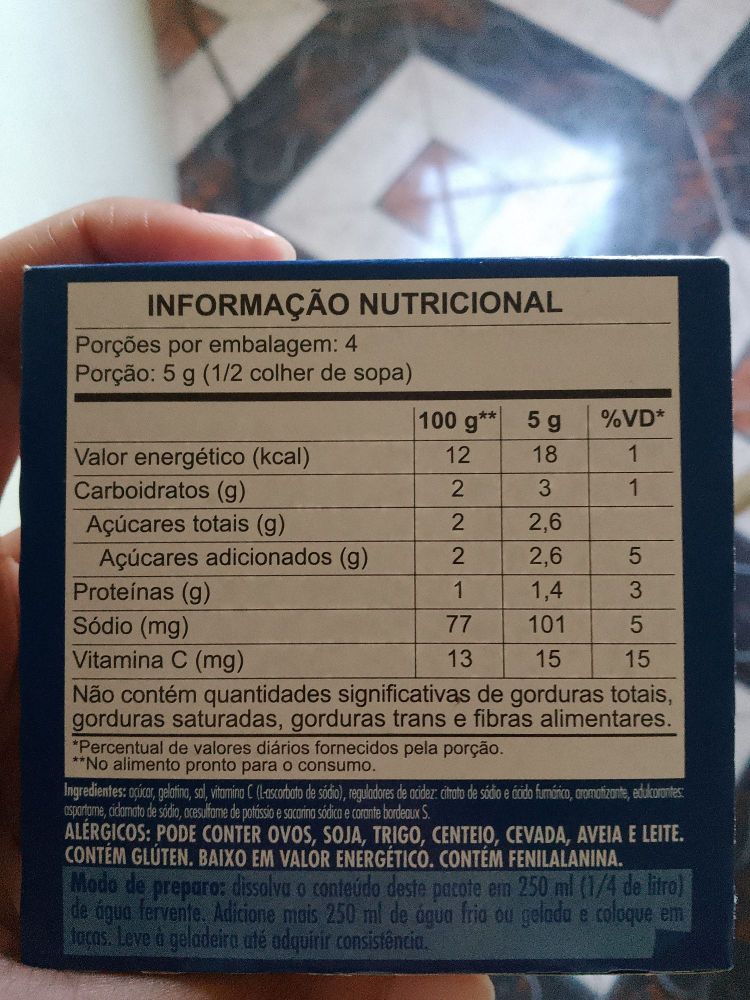 INFORMAÇÃO NUTRICIONAL
Porções por embalagem: 4
Porção: 5 g (1/2 colher de sopa)
100 g** 5 g %VD*
Valor energético (kcal) 12 18 1
Carboidratos (g) 2 3 1
Açúcares totais (g) 2 2,6
Açúcares adicionados (g) 2 2,6 5
Proteínas (g) 1 1,4 3
Sódio (mg) 77 101 5
Vitamina C (mg) 13 15 15
Não contém quantidades significativas de gorduras totais,
gorduras saturadas, gorduras trans e fibras alimentares.
*Percentual de valores diários fornecidos pela porção.
**No alimento pronto para o consumo.
Ingredientes: açúcar, gelatina, sal, vitamina C (L-ascorbato de sódio), reguladores de acidez: citrato de sódio e ácido fumárico, aromatizante, edulcorantes:
aspartame, ciclamato de sódio, acesulfame de potássio e sacarina sódica e corante bordeaux S.
ALÉRGICOS: PODE CONTER OVOS, SOJA, TRIGO, CENTEIO, CEVADA, AVEIA E LEITE.
CONTÉM GLÚTEN. BAIXO EM VALOR ENERGÉTICO. CONTÉM FENILALANINA.
Modo de preparo: dissolva o conteúdo deste pacote em 250 ml (1/4 de litro)
de água fervente. Adicione mais 250 ml de água fria ou gelada e coloque em
taças. Leve à geladeira até adquirir consistência.